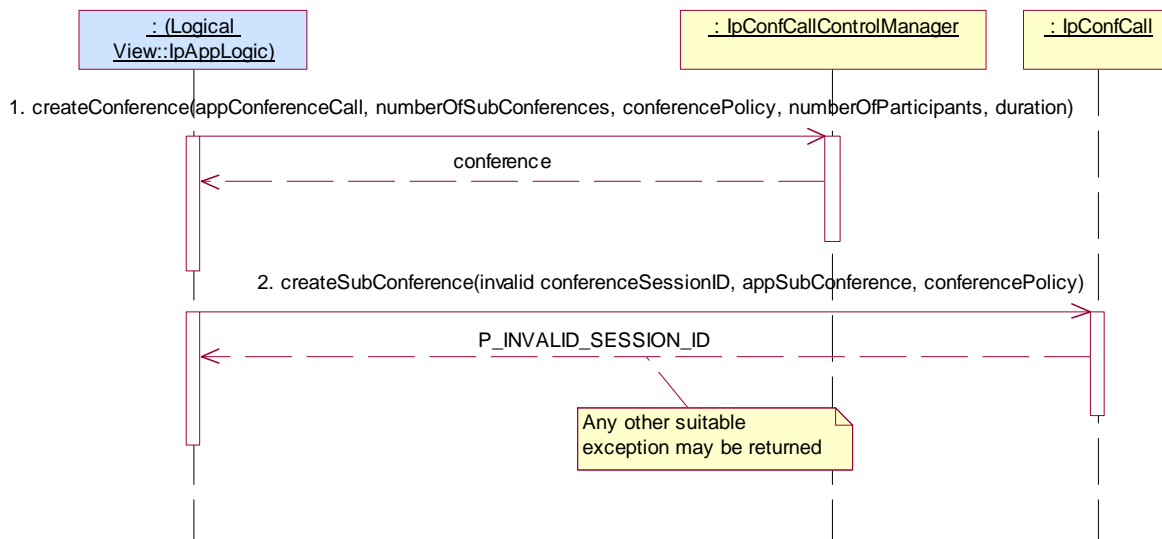 : (Logical
View::IpAppLogic)
: IpConfCallControlManager
: IpConfCall
1. createConference(appConferenceCall, numberOfSubConferences, conferencePolicy, numberOfParticipants, duration)
conference
2. createSubConference(invalid conferenceSessionID, appSubConference, conferencePolicy)
P_INVALID_SESSION_ID
Any other suitable
exception may be returned